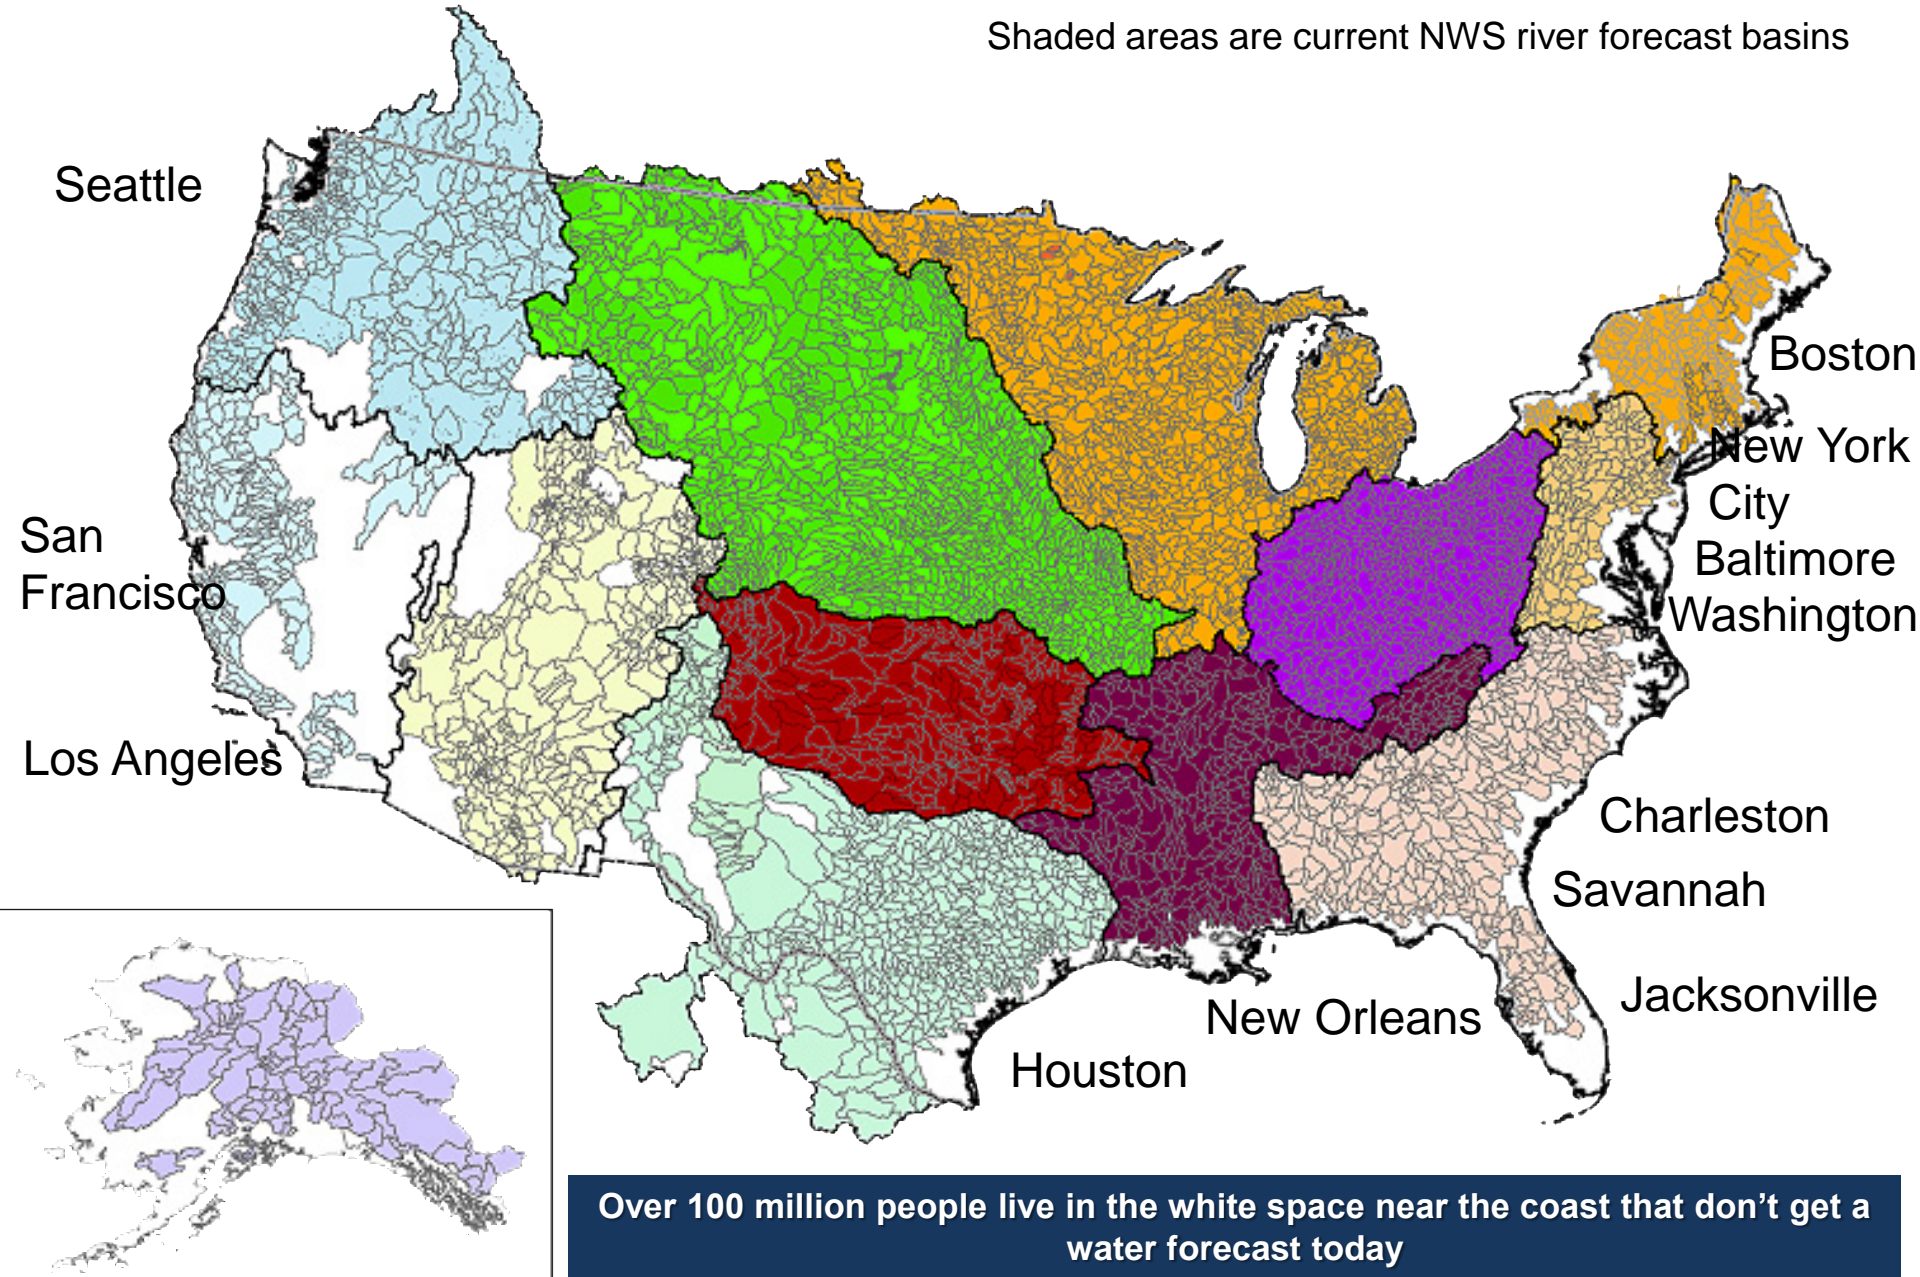 Shaded areas are current NWS river forecast basins
Seattle
Boston
New York
City
San
Francisco
Baltimore
Washington
Los Angeles
Charleston
Savannah
Jacksonville
New Orleans
Houston
Over 100 million people live in the white space near the coast that don’t get a
water forecast today